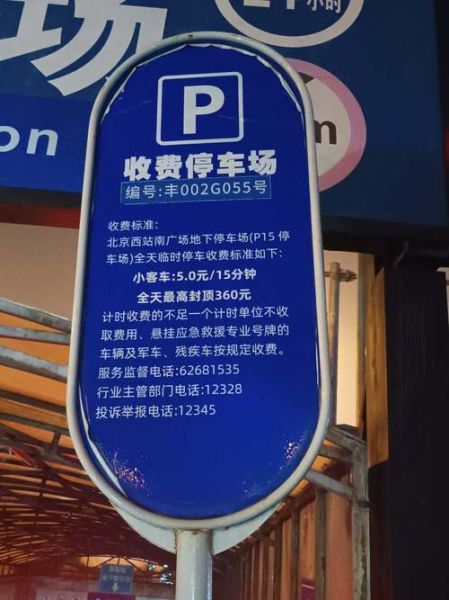 场
小时
on
m
P
收费停车场
编号:丰002G055号
收费标准:
北京西站南广场地下停车场(P15 停
车场)全天临时停车收费标准如下:
小客车:5.0元/15分钟
全天最高封顶360元
计时收费的不足一个计时单位不收
取费用、悬挂应急救援专业号牌的
车辆及军车、残疾车按规定收费。
服务监督电话:62681535
行业主管部门电话:12328
投诉举报电话:12345